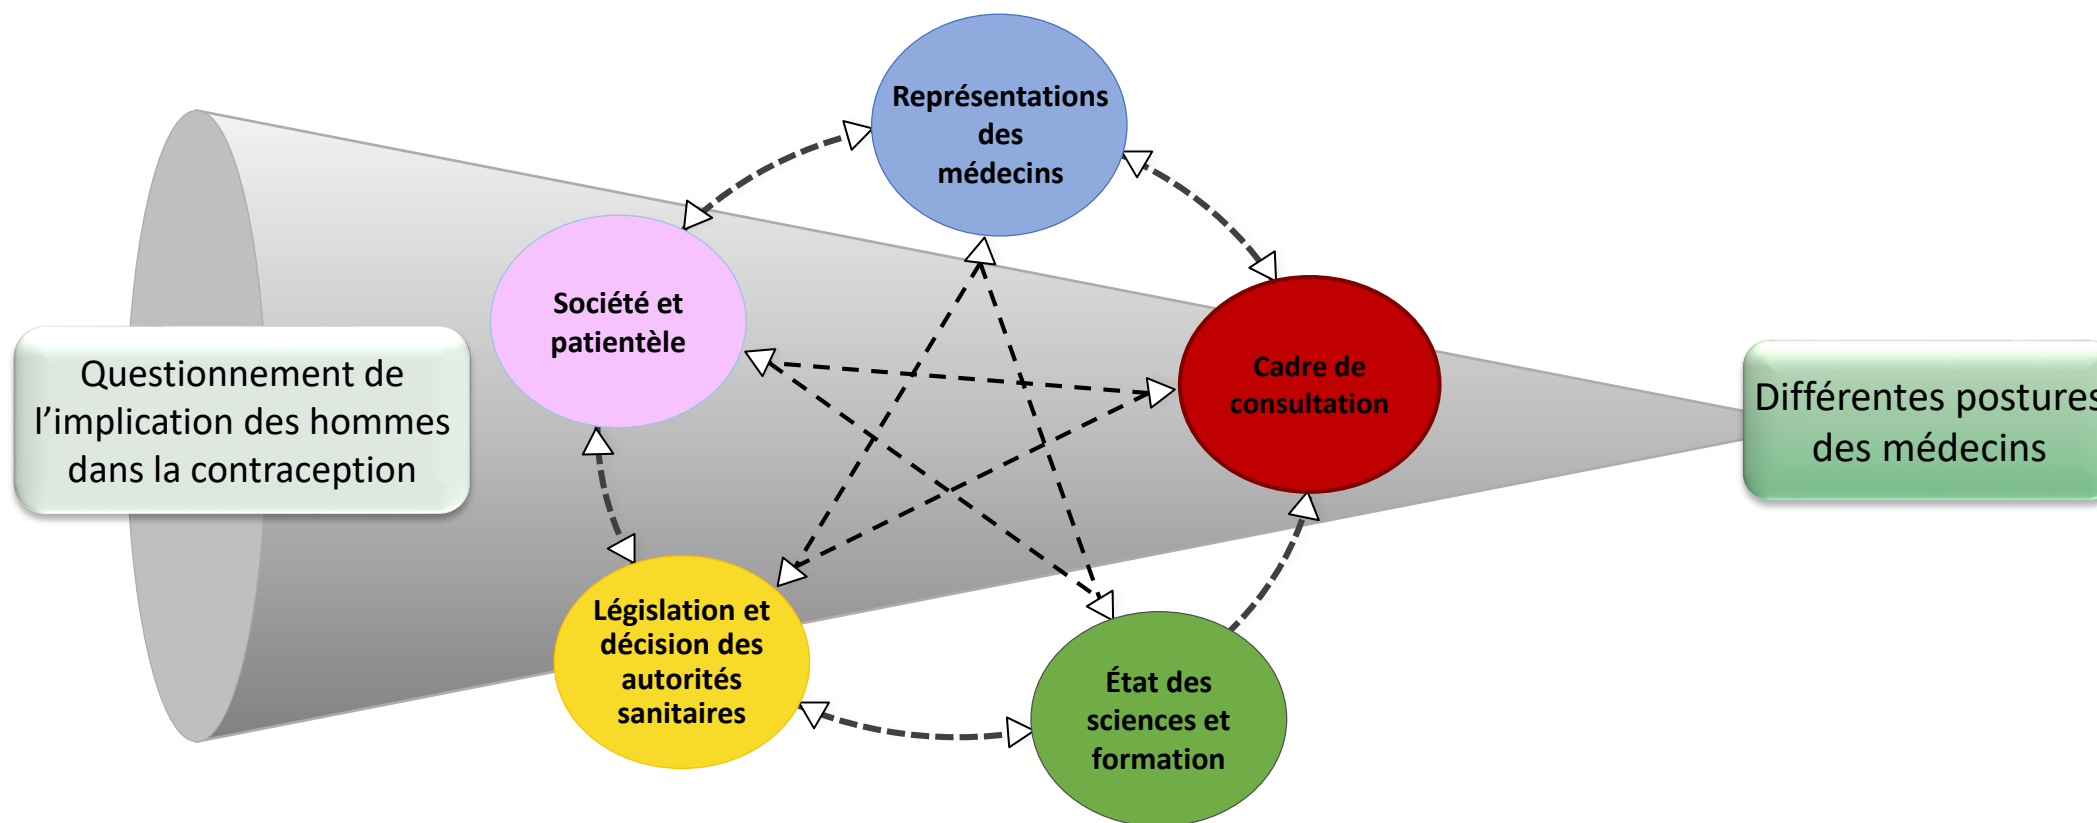 Représentations
des
médecins
Société et
patientèle
Cadre de
consultation
Questionnement de
l’implication des hommes
dans la contraception
Différentes postures
des médecins
Législation et
décision des
autorités
sanitaires
État des
sciences et
formation